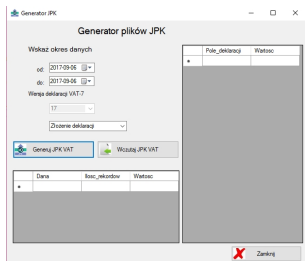 Generator JPK
Generator plików JPK
Wskaż okres danych
od: 2017-09-06
do: 2017-09-06
Wersja deklaracji VAT-7
17
Złożenie deklaracji
Generuj JPK VAT
Wczutaj JPK VAT
Dana Ilosc_rekordow Wartosc
Pole_deklaracji Wartosc
Zamknij